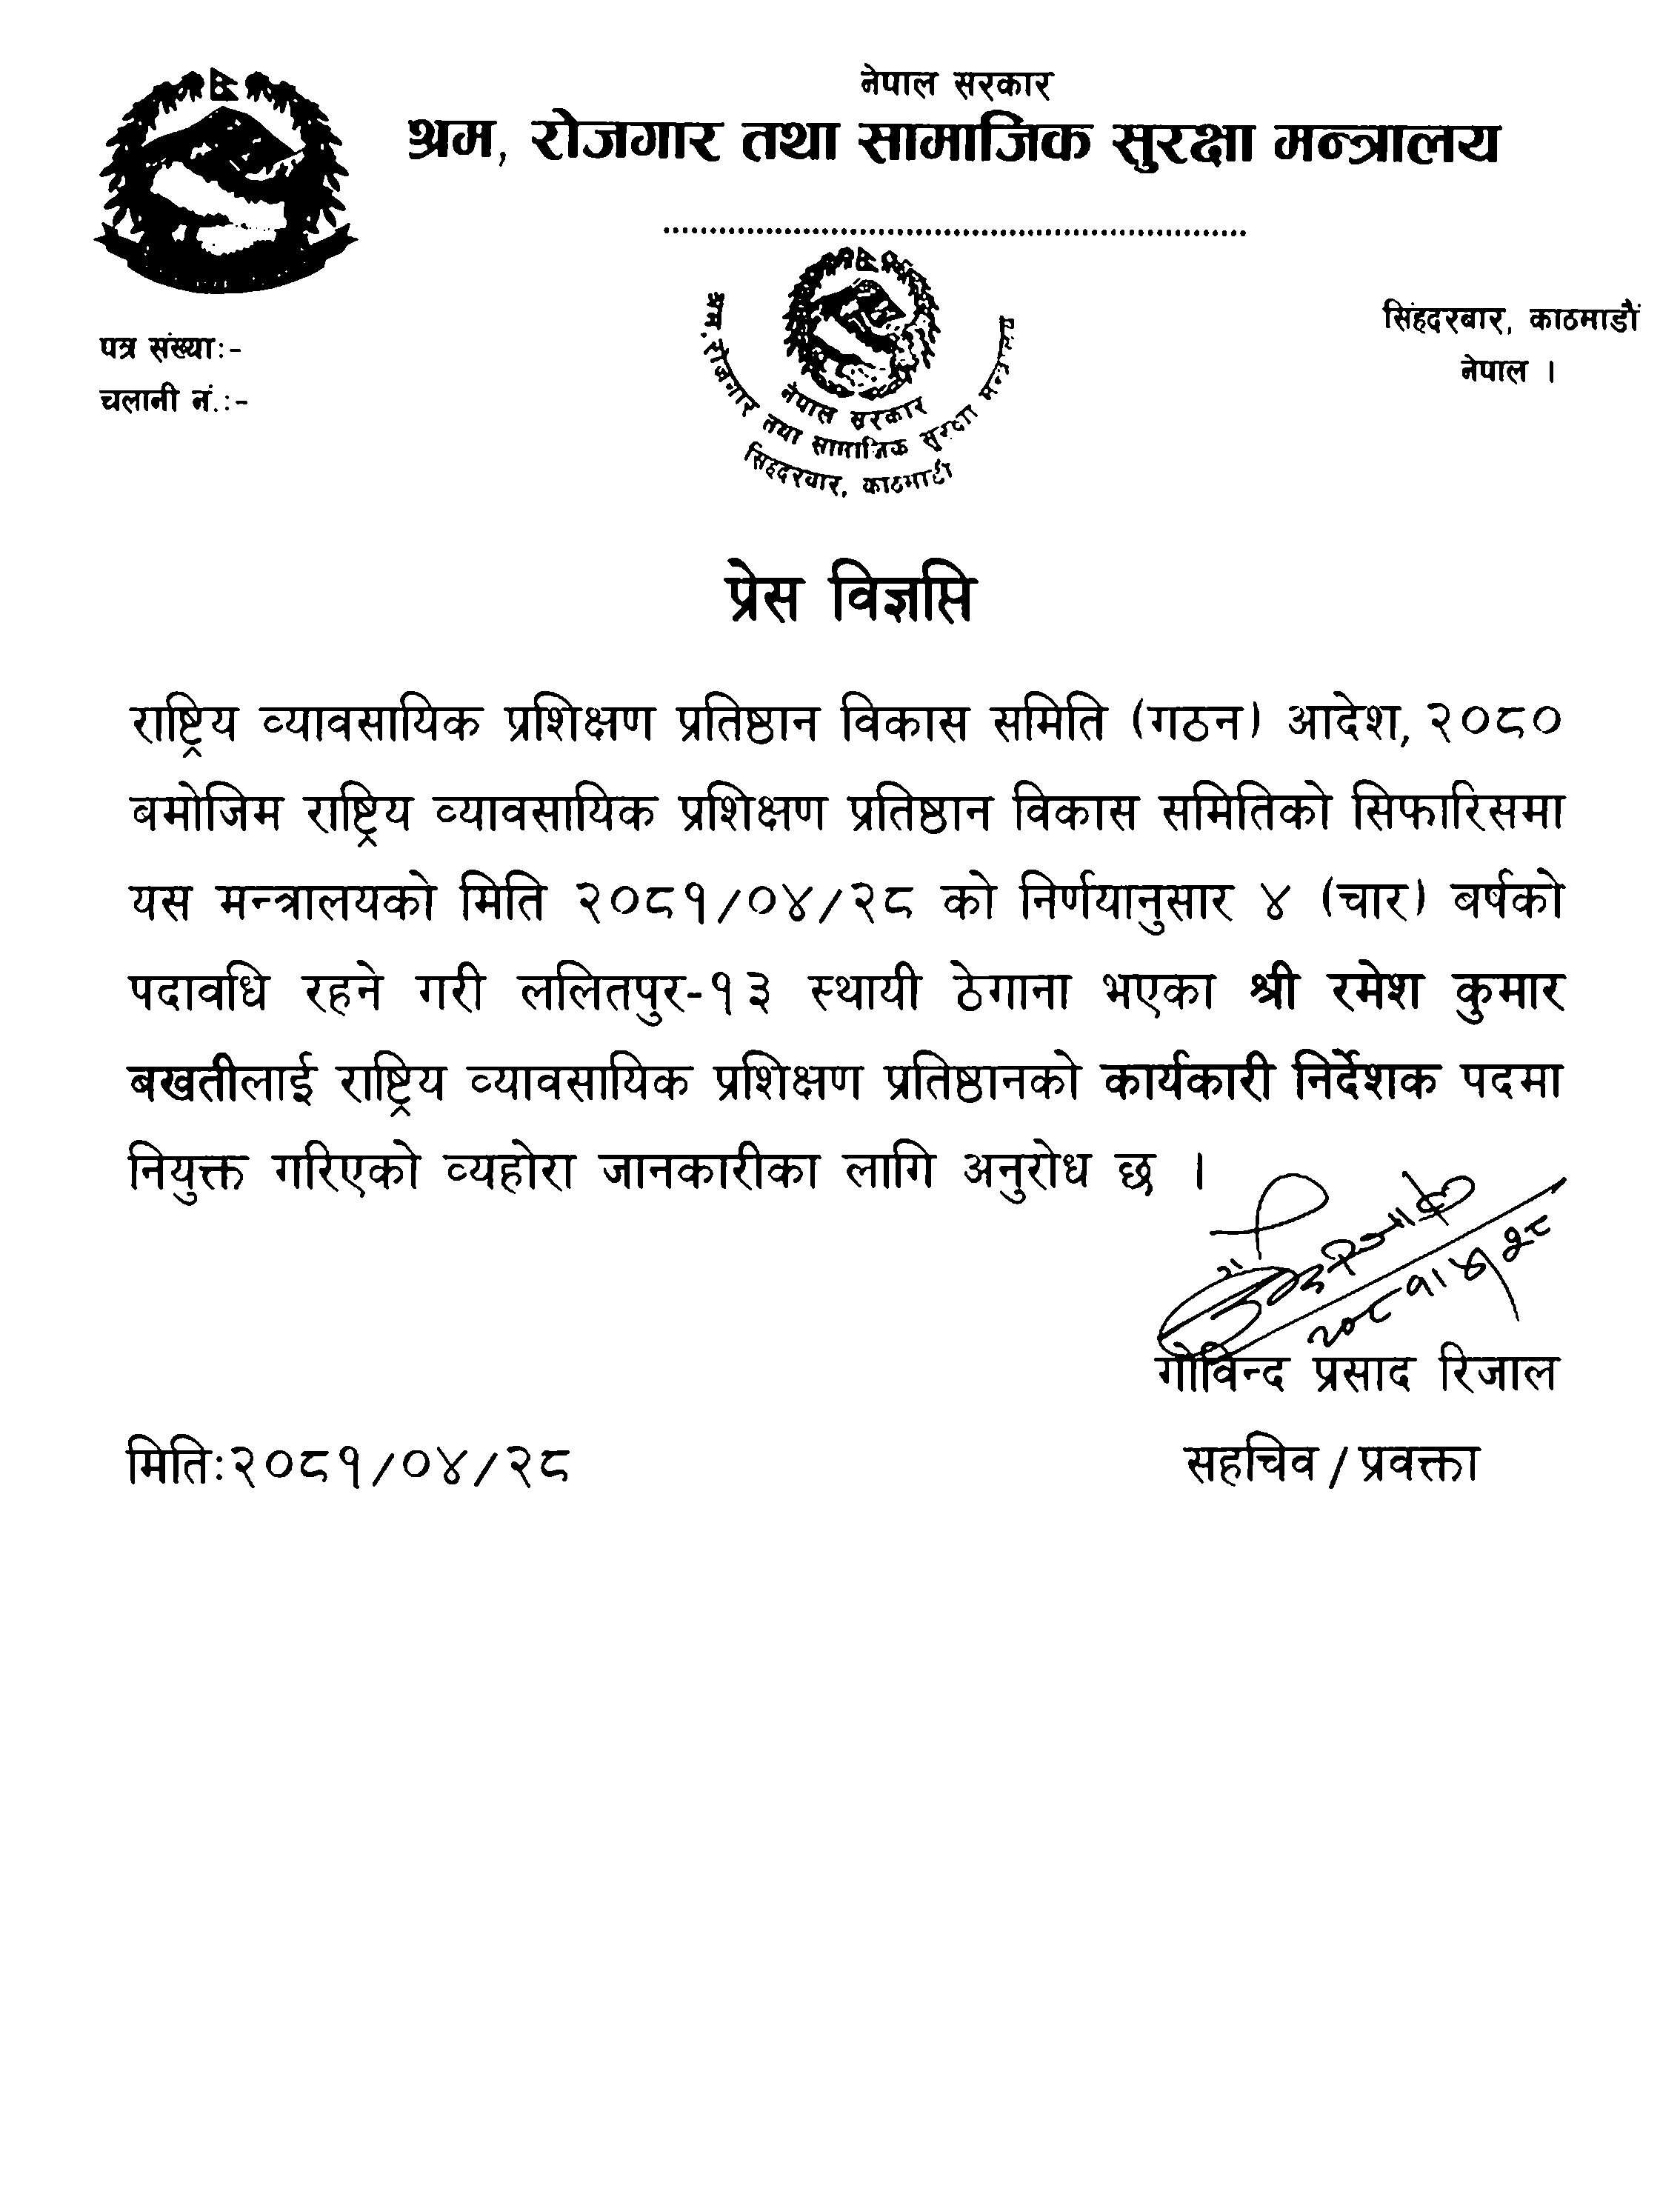 नेपाल सरकार
श्रम, रोजगार तथा सामाजिक सुरक्षा मन्त्रालय
................................................................
पत्र संख्याः-
चलानी नं.ः-
सिंहदरबार, काठमाडौं
नेपाल ।
नेपाल सरकार
श्रम, रोजगार तथा सामाजिक सुरक्षा मन्त्रालय
सिंहदरबार, काठमाडौं
प्रेस विज्ञप्ति
राष्ट्रिय व्यावसायिक प्रशिक्षण प्रतिष्ठान विकास समिति (गठन) आदेश, २०८०
बमोजिम राष्ट्रिय व्यावसायिक प्रशिक्षण प्रतिष्ठान विकास समितिको सिफारिसमा
यस मन्त्रालयको मिति २०८१/०४/२८ को निर्णयानुसार ४ (चार) बर्षको
पदावधि रहने गरी ललितपुर-१३ स्थायी ठेगाना भएका श्री रमेश कुमार
बखतीलाई राष्ट्रिय व्यावसायिक प्रशिक्षण प्रतिष्ठानको कार्यकारी निर्देशक पदमा
नियुक्त गरिएको व्यहोरा जानकारीका लागि अनुरोध छ ।
२०८१।४।२८
गोविन्द प्रसाद रिजाल
मितिः२०८१/०४/२८
सहचिव/प्रवक्ता